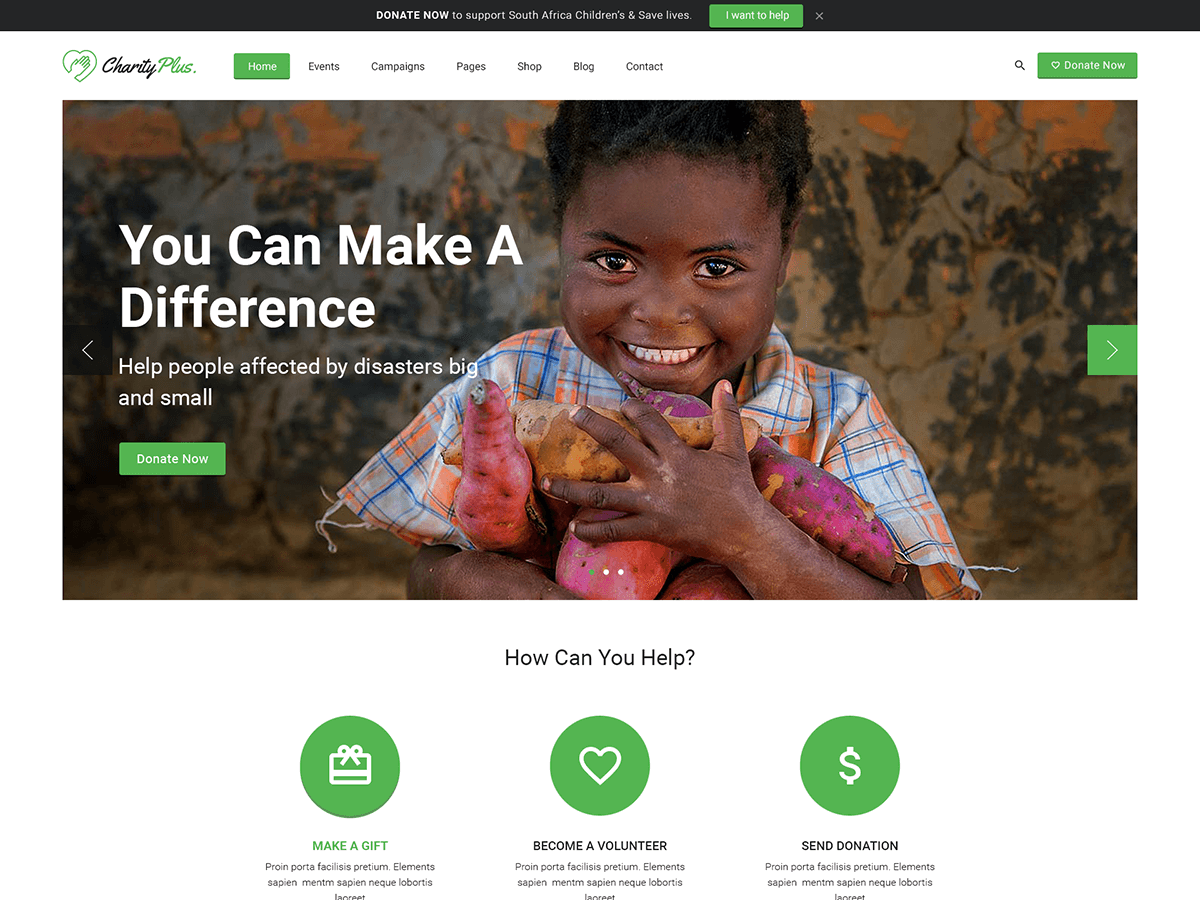 DONATE NOW to support South Africa Children's & Save lives.
I want to help
CharityPlus.
Home
Events
Campaigns
Pages
Shop
Blog
Contact
Donate Now
You Can Make A
Difference
Help people affected by disasters big
and small
Donate Now
How Can You Help?
MAKE A GIFT
Proin porta facilisis pretium. Elements
sapien mentm sapien neque lobortis
laoreet
BECOME A VOLUNTEER
Proin porta facilisis pretium. Elements
sapien mentm sapien neque lobortis
laoreet
SEND DONATION
Proin porta facilisis pretium. Elements
sapien mentm sapien neque lobortis
laoreet